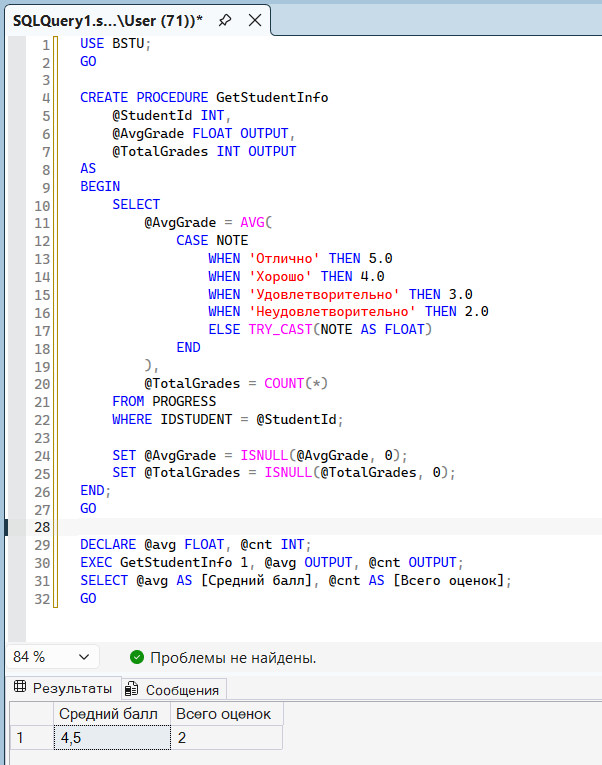 SQLQuery1.s...\User (71))*
1 USE BSTU;
2 GO
3
4 CREATE PROCEDURE GetStudentInfo
5 @StudentId INT,
6 @AvgGrade FLOAT OUTPUT,
7 @TotalGrades INT OUTPUT
8 AS
9 BEGIN
10 SELECT
11 @AvgGrade = AVG(
12 CASE NOTE
13 WHEN 'Отлично' THEN 5.0
14 WHEN 'Хорошо' THEN 4.0
15 WHEN 'Удовлетворительно' THEN 3.0
16 WHEN 'Неудовлетворительно' THEN 2.0
17 ELSE TRY_CAST(NOTE AS FLOAT)
18 END
19 ),
20 @TotalGrades = COUNT(*)
21 FROM PROGRESS
22 WHERE IDSTUDENT = @StudentId;
23
24 SET @AvgGrade = ISNULL(@AvgGrade, 0);
25 SET @TotalGrades = ISNULL(@TotalGrades, 0);
26 END;
27 GO
28
29 DECLARE @avg FLOAT, @cnt INT;
30 EXEC GetStudentInfo 1, @avg OUTPUT, @cnt OUTPUT;
31 SELECT @avg AS [Средний балл], @cnt AS [Всего оценок];
32 GO
84 % Проблемы не найдены.
Результаты Сообщения
Средний балл Всего оценок
1 4,5 2